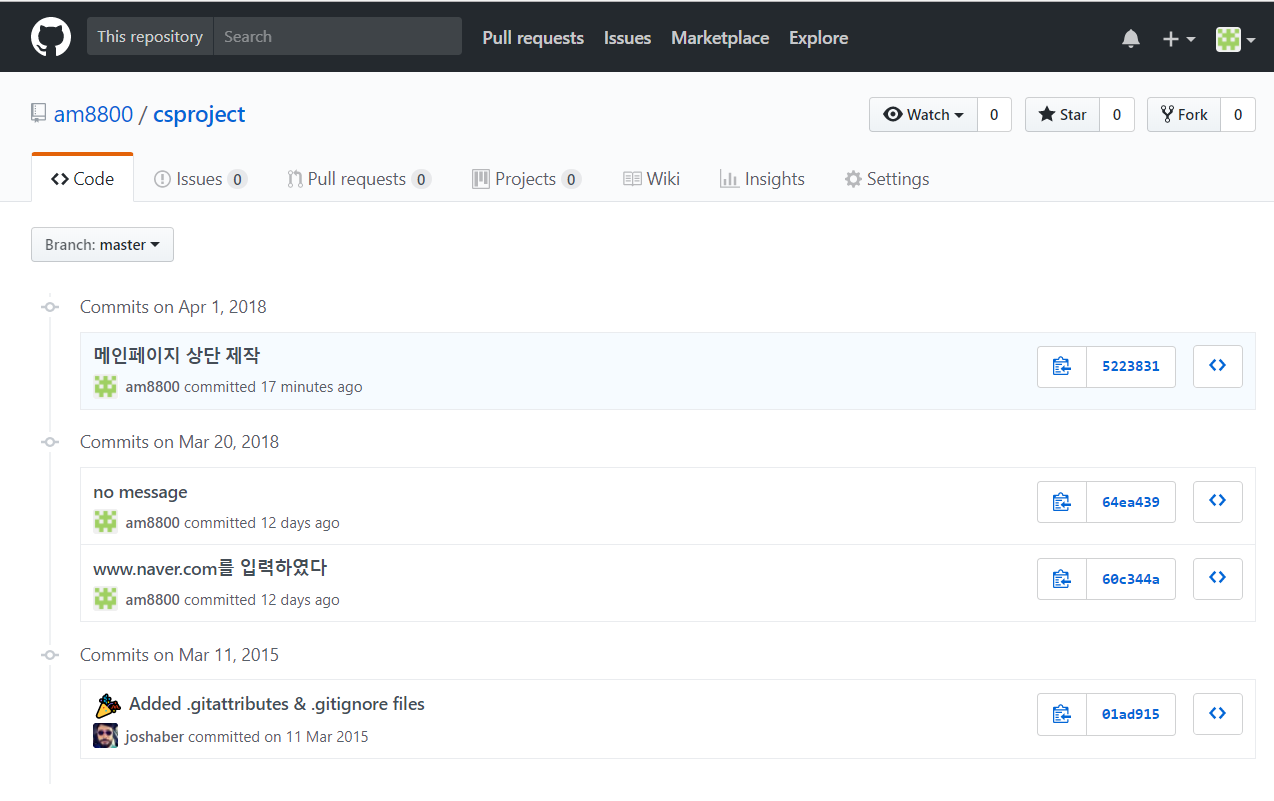 This repository Search Pull requests Issues Marketplace Explore
am8800 / csproject Watch 0 Star 0 Fork 0
Code Issues 0 Pull requests 0 Projects 0 Wiki Insights Settings
Branch: master
Commits on Apr 1, 2018
메인페이지 상단 제작
am8800 committed 17 minutes ago 5223831
Commits on Mar 20, 2018
no message
am8800 committed 12 days ago 64ea439
www.naver.com를 입력하였다
am8800 committed 12 days ago 60c344a
Commits on Mar 11, 2015
Added .gitattributes & .gitignore files
joshaber committed on 11 Mar 2015 01ad915